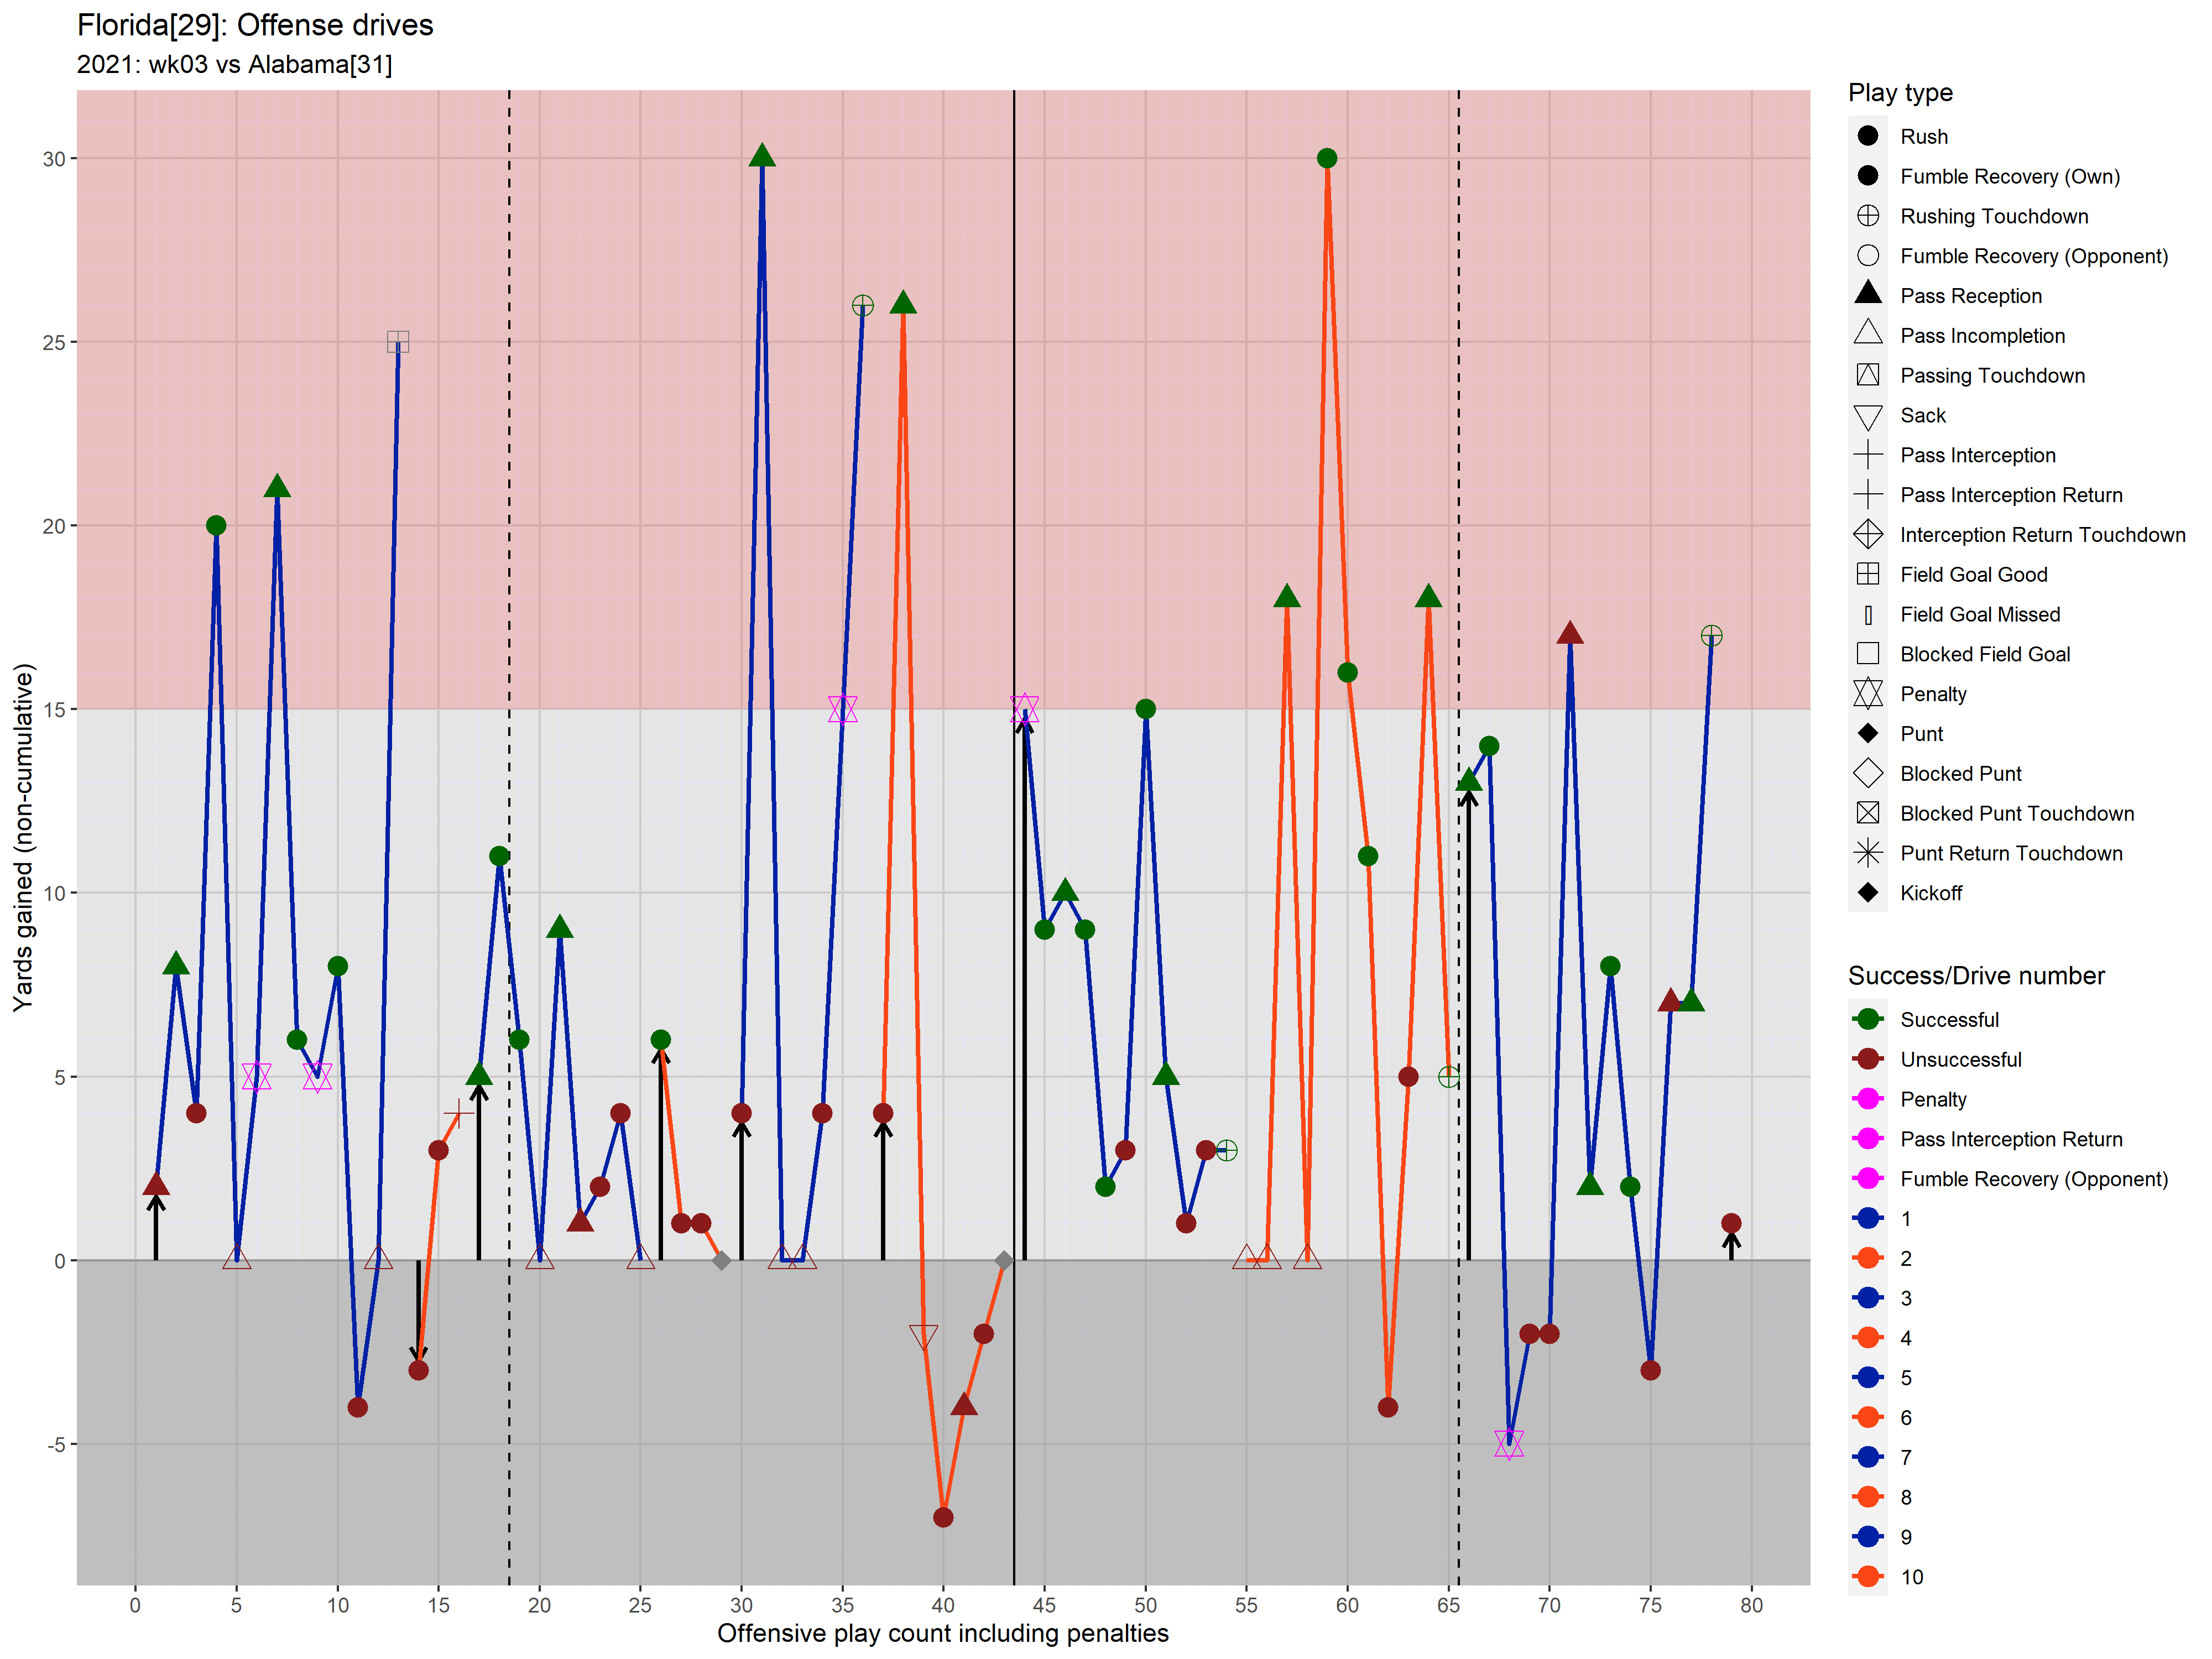 Florida[29]: Offense drives
2021: wk03 vs Alabama[31]
Yards gained (non-cumulative)
30
25
20
15
10
5
0
-5
0 5 10 15 20 25 30 35 40 45 50 55 60 65 70 75 80
Offensive play count including penalties
Play type
Rush
Fumble Recovery (Own)
Rushing Touchdown
Fumble Recovery (Opponent)
Pass Reception
Pass Incompletion
Passing Touchdown
Sack
Pass Interception
Pass Interception Return
Interception Return Touchdown
Field Goal Good
Field Goal Missed
Blocked Field Goal
Penalty
Punt
Blocked Punt
Blocked Punt Touchdown
Punt Return Touchdown
Kickoff
Success/Drive number
Successful
Unsuccessful
Penalty
Pass Interception Return
Fumble Recovery (Opponent)
1
2
3
4
5
6
7
8
9
10